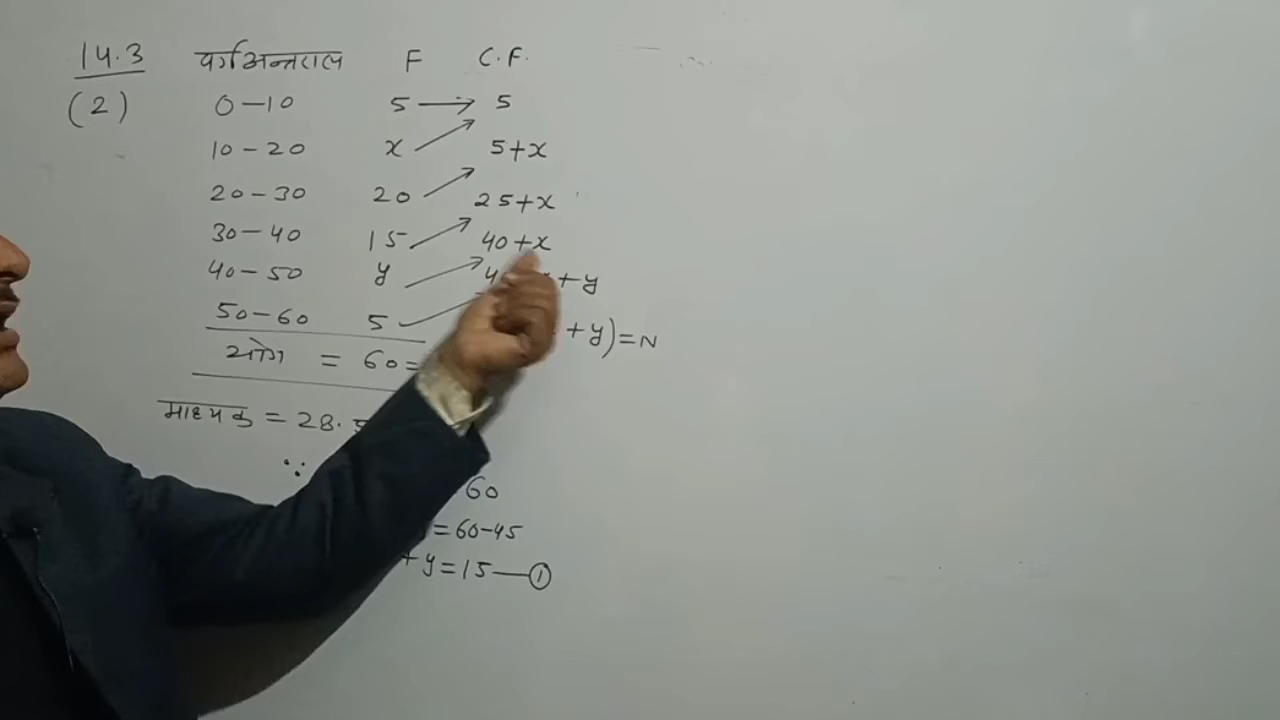 14.3 वर्गअन्तराल F C.F.
(2) 0-10 5 → 5
10-20 x 5+x
20-30 20 25+x
30-40 15 40+x
40-50 y +y
50-60 5 +y)=N
योग = 60=
माध्यक = 28.5
∵ 60
=60-45
+y=15—①